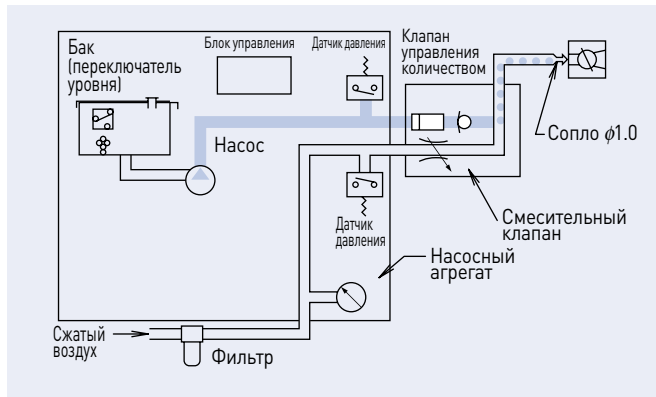 Бак
(переключатель
уровня)
Блок управления
Датчик давления
Клапан
управления
количеством
Насос
Сопло ϕ1.0
Датчик
давления
Смесительный
клапан
Насосный
агрегат
Сжатый
воздух
Фильтр